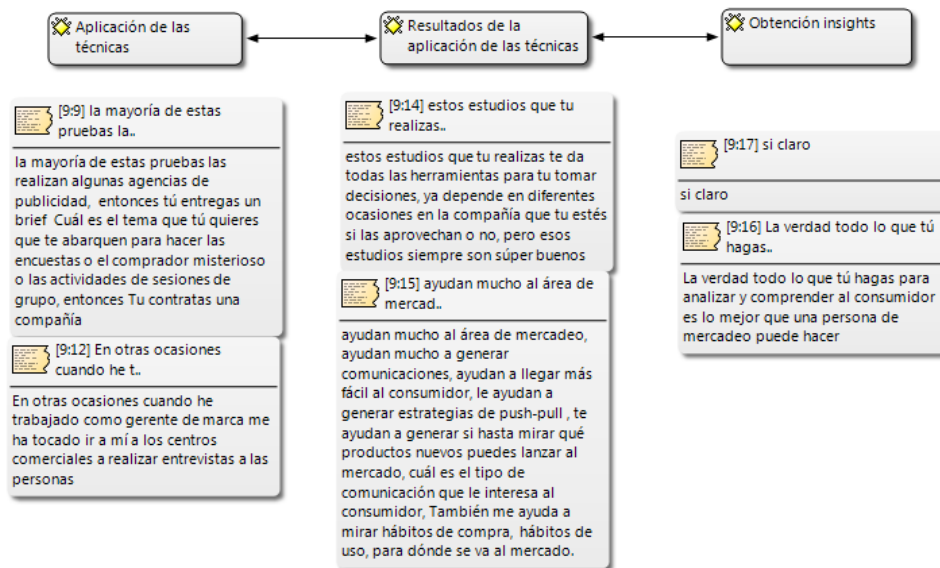 Aplicación de las
técnicas
Resultados de la
aplicación de las técnicas
Obtención insights
[9:9] la mayoría de estas
pruebas la..
la mayoría de estas pruebas las
realizan algunas agencias de
publicidad, entonces tú entregas un
brief Cuál es el tema que tú quieres
que te abarquen para hacer las
encuestas o el comprador misterioso
o las actividades de sesiones de
grupo, entonces Tu contratas una
compañía
[9:12] En otras ocasiones
cuando he t..
En otras ocasiones cuando he
trabajado como gerente de marca me
ha tocado ir a mí a los centros
comerciales a realizar entrevistas a las
personas
[9:14] estos estudios que tu
realizas..
estos estudios que tu realizas te da
todas las herramientas para tu tomar
decisiones, ya depende en diferentes
ocasiones en la compañía que tu estés
si las aprovechan o no, pero esos
estudios siempre son súper buenos
[9:15] ayudan mucho al área de
mercad..
ayudan mucho al área de mercadeo,
ayudan mucho a generar
comunicaciones, ayudan a llegar más
fácil al consumidor, le ayudan a
generar estrategias de push-pull , te
ayudan a generar si hasta mirar qué
productos nuevos puedes lanzar al
mercado, cuál es el tipo de
comunicación que le interesa al
consumidor, También me ayuda a
mirar hábitos de compra, hábitos de
uso, para dónde se va al mercado.
[9:17] si claro
si claro
[9:16] La verdad todo lo que tú
hagas..
La verdad todo lo que tú hagas para
analizar y comprender al consumidor
es lo mejor que una persona de
mercadeo puede hacer